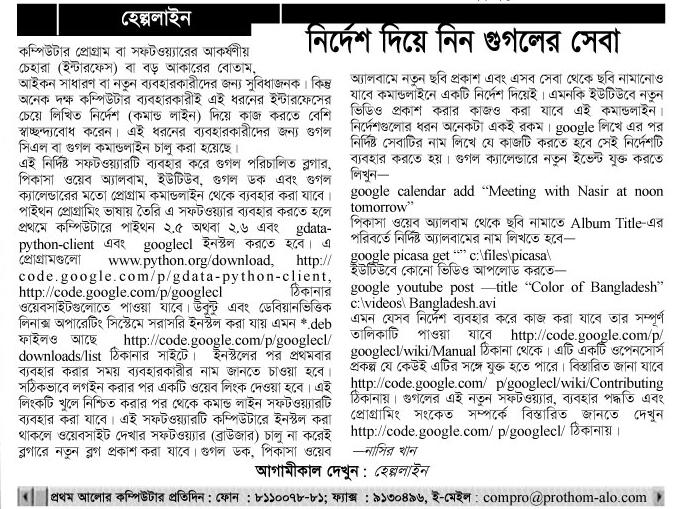 হেল্পলাইন
নির্দেশ দিয়ে নিন গুগলের সেবা
কম্পিউটার প্রোগ্রাম বা সফটওয়্যারের আকর্ষণীয়
চেহারা (ইন্টারফেস) বা বড় আকারের বোতাম,
আইকন সাধারণ বা নতুন ব্যবহারকারীদের জন্য সুবিধাজনক। কিন্তু
অনেক দক্ষ কম্পিউটার ব্যবহারকারীই এই ধরনের ইন্টারফেসের
চেয়ে লিখিত নির্দেশ (কমান্ড লাইন) দিয়ে কাজ করতে বেশি
স্বাচ্ছন্দ্যবোধ করেন। এই ধরনের ব্যবহারকারীদের জন্য গুগল
সিএল বা গুগল কমান্ডলাইন চালু করা হয়েছে।
এই নির্দিষ্ট সফটওয়্যারটি ব্যবহার করে গুগল পরিচালিত ব্লগার,
পিকাসা ওয়েব অ্যালবাম, ইউটিউব, গুগল ডক এবং গুগল
ক্যালেন্ডারের মতো প্রোগ্রাম কমান্ডলাইন থেকে ব্যবহার করা যাবে।
পাইথন প্রোগ্রামিং ভাষায় তৈরি এ সফটওয়্যার ব্যবহার করতে হলে
প্রথমে কম্পিউটারে পাইথন ২.৫ অথবা ২.৬ এবং gdata-
python-client এবং googlecl ইনস্টল করতে হবে। এ
প্রোগ্রামগুলো www.python.org/download, http://
code.google.com/p/gdata-python-client,
http://code.google.com/p/googlecl ঠিকানার
ওয়েবসাইটগুলোতে পাওয়া যাবে। উবুন্টু এবং ডেবিয়ানভিত্তিক
লিনাক্স অপারেটিং সিস্টেমে সরাসরি ইনস্টল করা যায় এমন *.deb
ফাইলও আছে http://code.google.com/p/googlecl/
downloads/list ঠিকানার সাইটে। ইনস্টলের পর প্রথমবার
ব্যবহার করার সময় ব্যবহারকারীর নাম জানতে চাওয়া হবে।
সঠিকভাবে লগইন করার পর একটি ওয়েব লিংক দেওয়া হবে। এই
লিংকটি খুলে নিশ্চিত করার পর থেকে কমান্ড লাইন সফটওয়্যারটি
ব্যবহার করা যাবে। এই সফটওয়্যারটি কম্পিউটারে ইনস্টল করা
থাকলে ওয়েবসাইট দেখার সফটওয়্যার (ব্রাউজার) চালু না করেই
ব্লগারে নতুন ব্লগ প্রকাশ করা যাবে। গুগল ডক, পিকাসা ওয়েব
অ্যালবামে নতুন ছবি প্রকাশ এবং এসব সেবা থেকে ছবি নামানোও
যাবে কমান্ডলাইনে একটি নির্দেশ দিয়েই। এমনকি ইউটিউবে নতুন
ভিডিও প্রকাশ করার কাজও করা যাবে এই কমান্ডলাইন।
নির্দেশগুলোর ধরন অনেকটা একই রকম। google লিখে এর পর
নির্দিষ্ট সেবাটির নাম লিখে যে কাজটি করতে হবে সেই নির্দেশটি
ব্যবহার করতে হয়। গুগল ক্যালেন্ডারে নতুন ইভেন্ট যুক্ত করতে
লিখুন—
google calendar add “Meeting with Nasir at noon
tomorrow”
পিকাসা ওয়েব অ্যালবাম থেকে ছবি নামাতে Album Title-এর
পরিবর্তে নির্দিষ্ট অ্যালবামের নাম লিখতে হবে—
google picasa get “” c:\files\picasa\
ইউটিউবে কোনো ভিডিও আপলোড করতে—
google youtube post —title “Color of Bangladesh”
c:\videos\ Bangladesh.avi
এমন যেসব নির্দেশ ব্যবহার করে কাজ করা যাবে তার সম্পূর্ণ
তালিকাটি পাওয়া যাবে http://code.google.com/p/
googlecl/wiki/Manual ঠিকানা থেকে। এটি একটি ওপেনসোর্স
প্রকল্প যে কেউই এটির সঙ্গে যুক্ত হতে পারে। বিস্তারিত জানা যাবে
http://code.google.com/ p/googlecl/wiki/Contributing
ঠিকানায়। গুগলের এই নতুন সফটওয়্যার, ব্যবহার পদ্ধতি এবং
প্রোগ্রামিং সংকেত সম্পর্কে বিস্তারিত জানতে দেখুন
http://code.google.com/ p/googlecl/ ঠিকানায়।
—নাসির খান
আগামীকাল দেখুন : হেল্পলাইন
প্রথম আলোর কম্পিউটার প্রতিদিন : ফোন : ৮১১০০৭৮-৮১; ফ্যাক্স : ৯১৩০৪৯৬, ই-মেইল : compro@prothom-alo.com